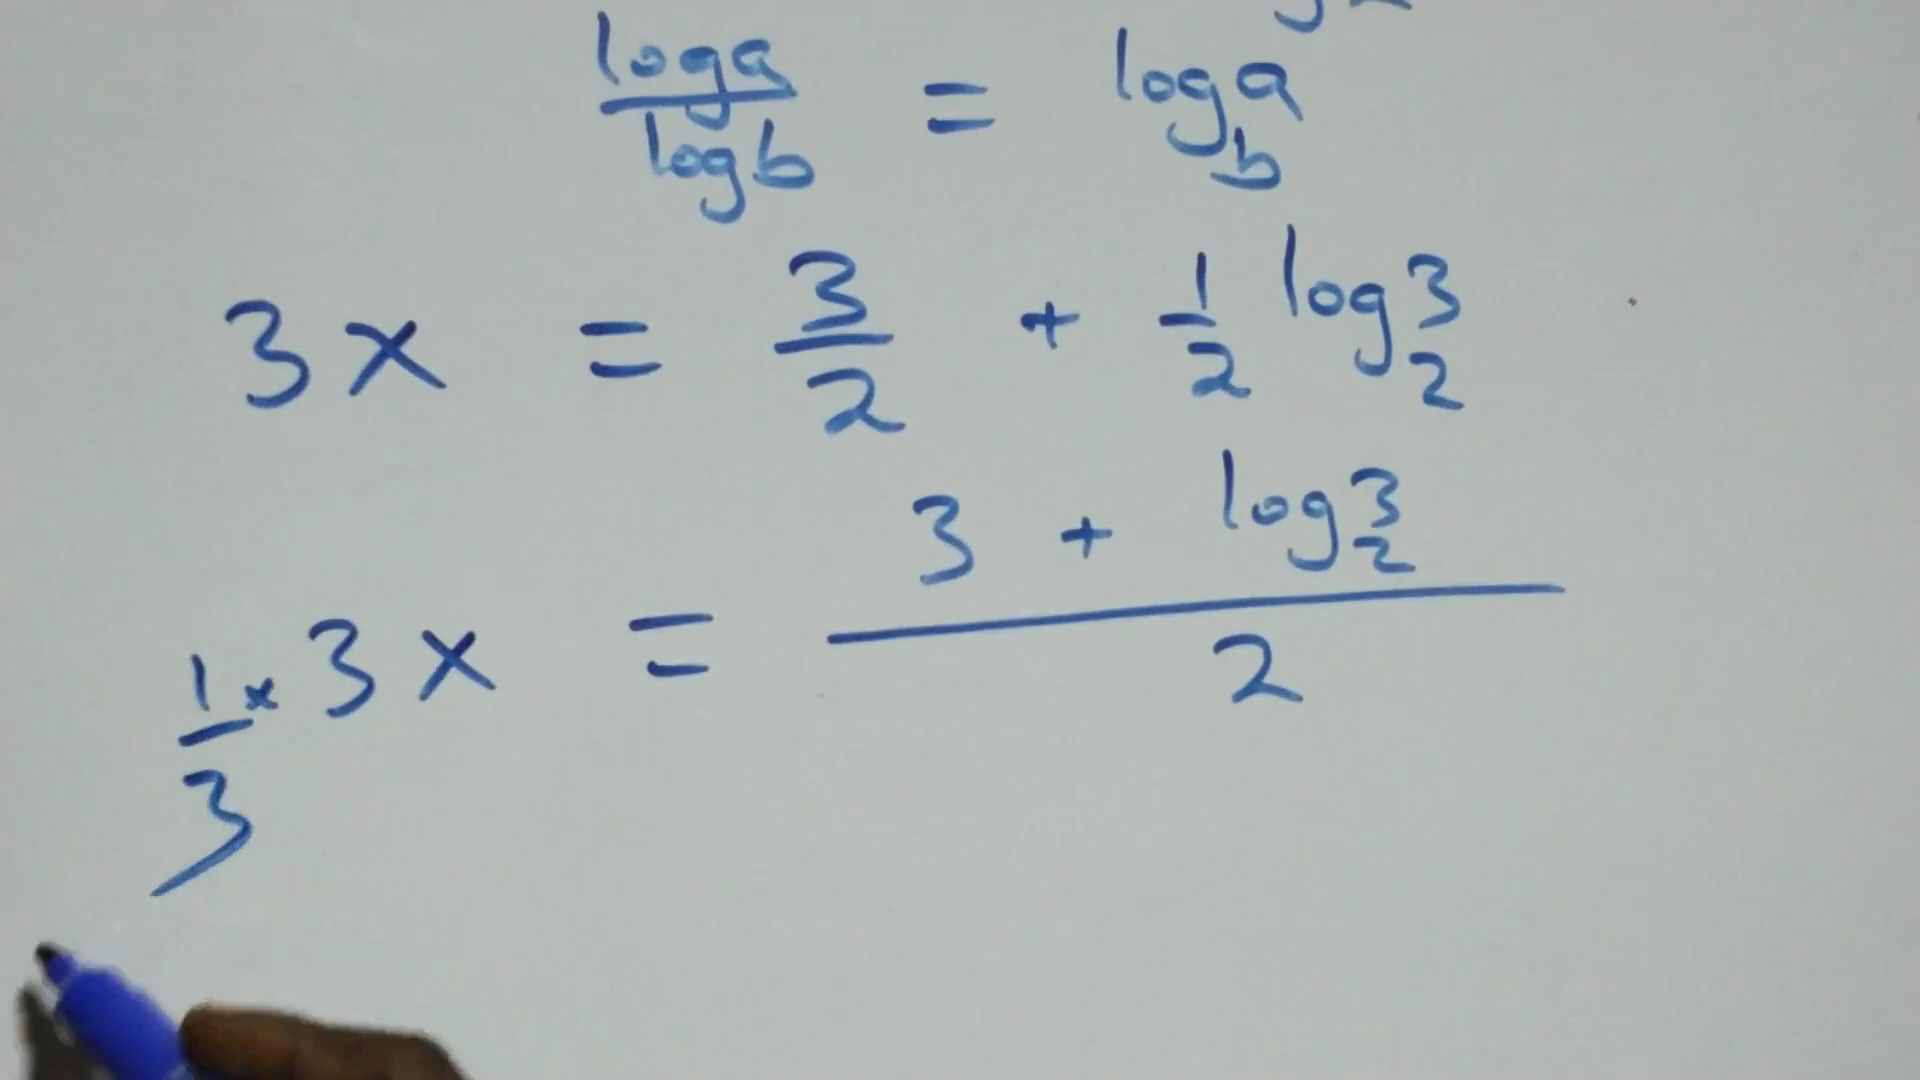 log a / log b = log_b a
3x = 3/2 + 1/2 log_2 3
1/3 × 3x = (3 + log_2 3) / 2